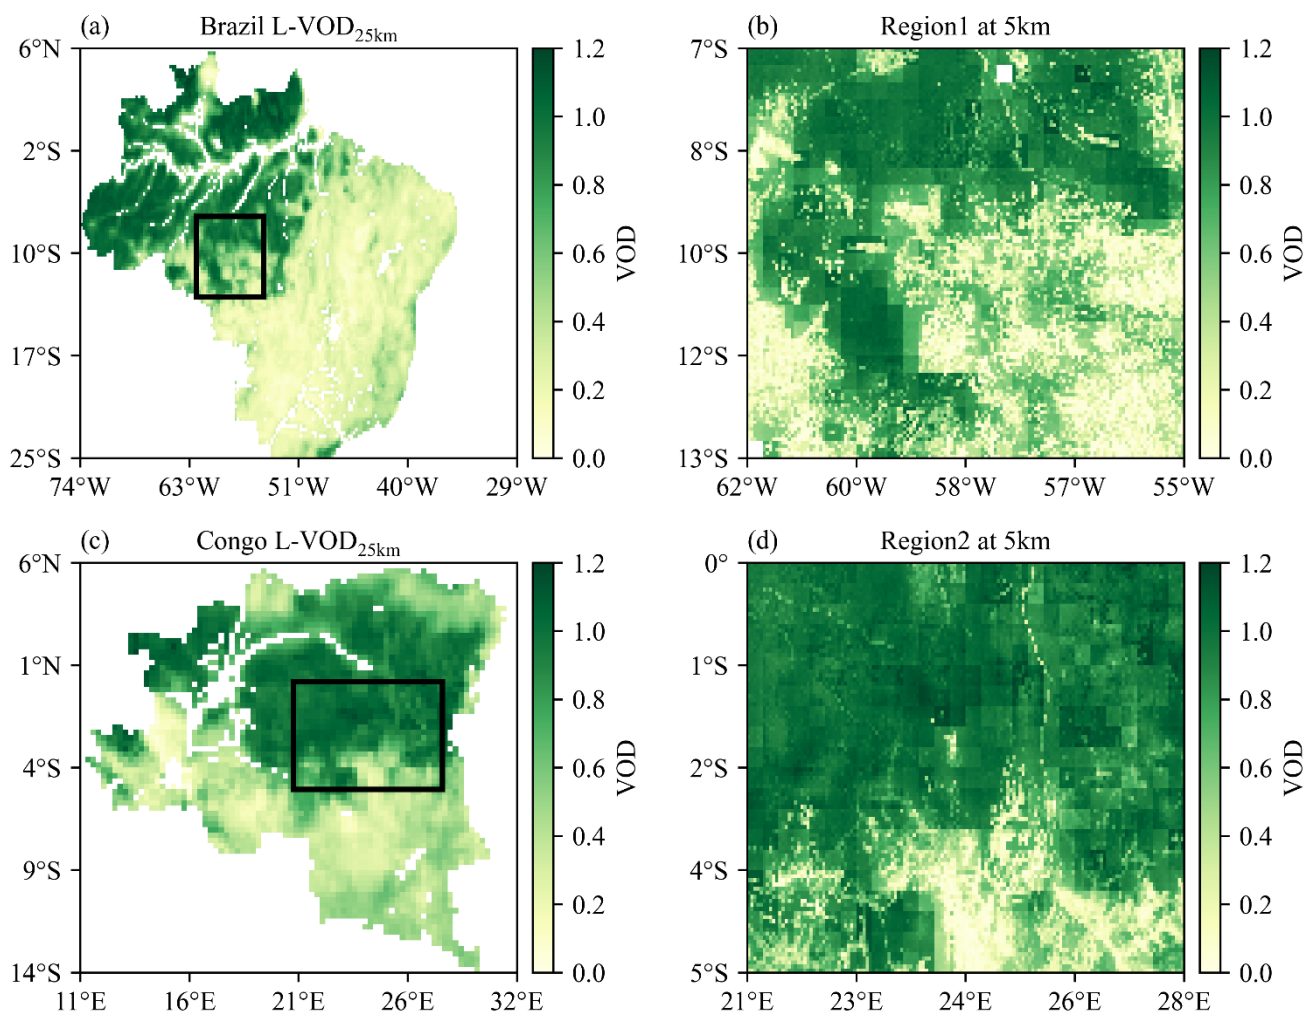 (a) Brazil L-VOD25km
6°N
2°S
10°S
17°S
25°S
74°W 63°W 51°W 40°W 29°W
1.2
1.0
0.8
0.6
0.4
0.2
0.0
VOD
(b) Region1 at 5km
7°S
8°S
10°S
12°S
13°S
62°W 60°W 58°W 57°W 55°W
1.2
1.0
0.8
0.6
0.4
0.2
0.0
VOD
(c) Congo L-VOD25km
6°N
1°N
4°S
9°S
14°S
11°E 16°E 21°E 26°E 32°E
1.2
1.0
0.8
0.6
0.4
0.2
0.0
VOD
(d) Region2 at 5km
0°
1°S
2°S
4°S
5°S
21°E 23°E 24°E 26°E 28°E
1.2
1.0
0.8
0.6
0.4
0.2
0.0
VOD